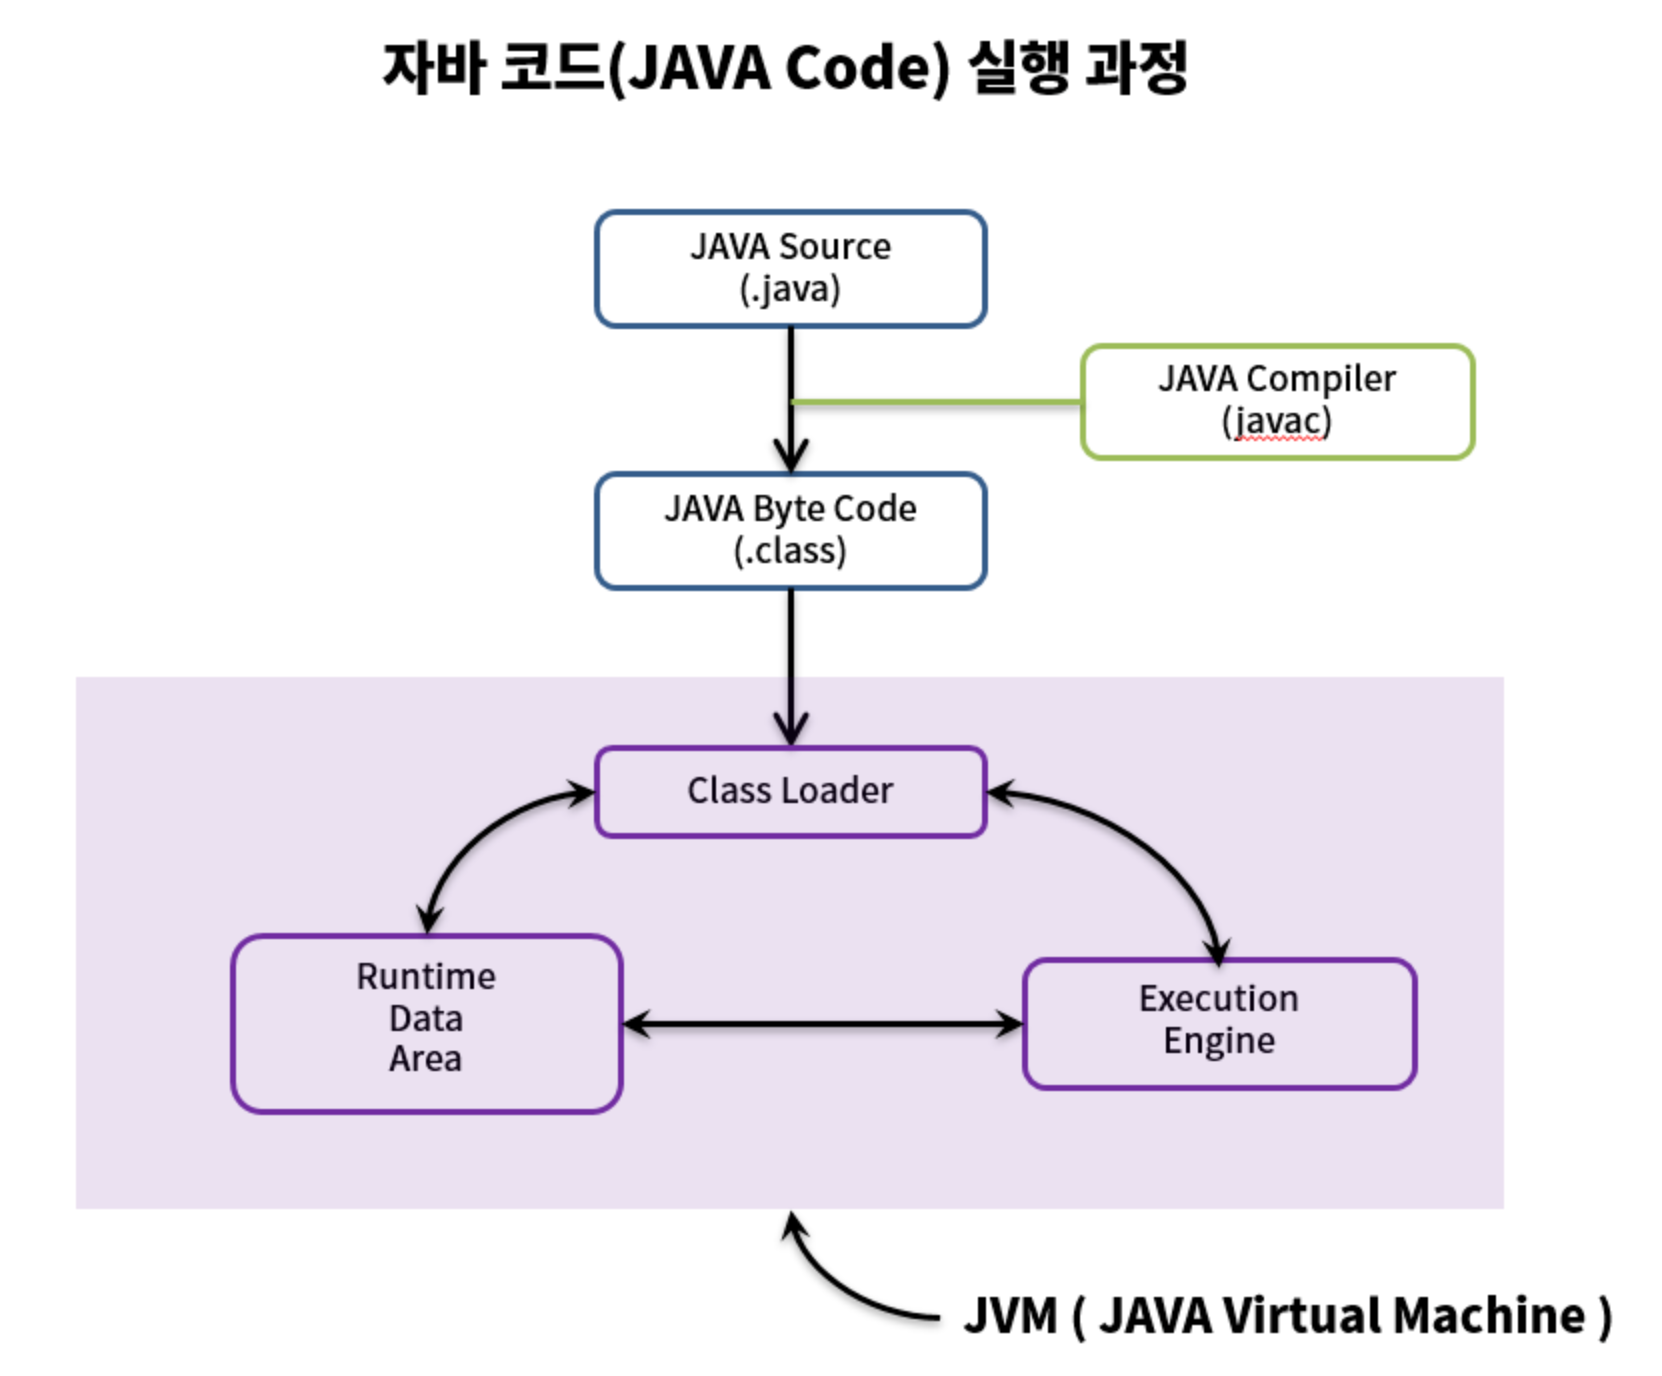 자바 코드(JAVA Code) 실행 과정
JAVA Source
(.java)
JAVA Compiler
(javac)
JAVA Byte Code
(.class)
Class Loader
Runtime
Data
Area
Execution
Engine
JVM ( JAVA Virtual Machine )